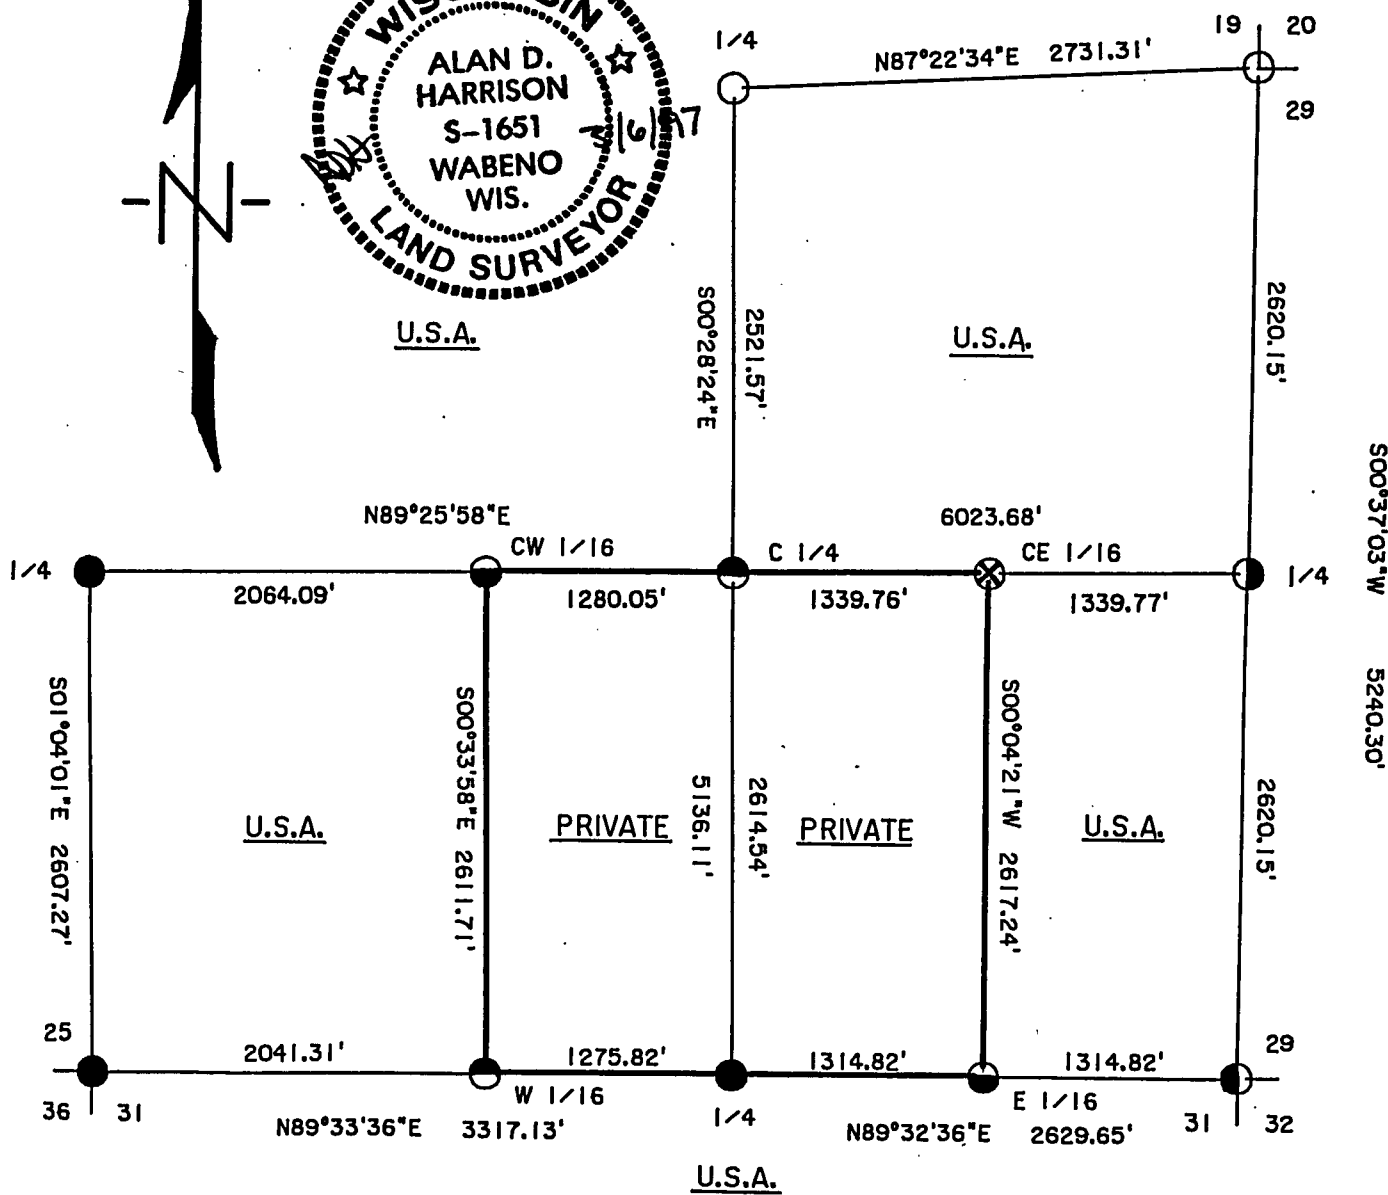 WISCONSIN
ALAN D.
HARRISON
S-1651
WABENO
WIS.
LAND SURVEYOR
N
1/4
N87°22'34"E 2731.31'
19 20
29
U.S.A.
S00°28'24"E
2521.57'
U.S.A.
2620.15'
S00°37'03"W 5240.30'
N89°25'58"E
6023.68'
1/4
CW 1/16
C 1/4
CE 1/16
1/4
2064.09'
1280.05'
1339.76'
1339.77'
S01°04'01"E 2607.27'
U.S.A.
S00°33'58"E 2611.71'
PRIVATE
5136.11'
2614.54'
PRIVATE
S00°04'21"W 2617.24'
U.S.A.
2620.15'
25
2041.31'
1275.82'
1314.82'
1314.82'
29
36 31
W 1/16
1/4
E 1/16
31 32
N89°33'36"E 3317.13'
N89°32'36"E 2629.65'
U.S.A.